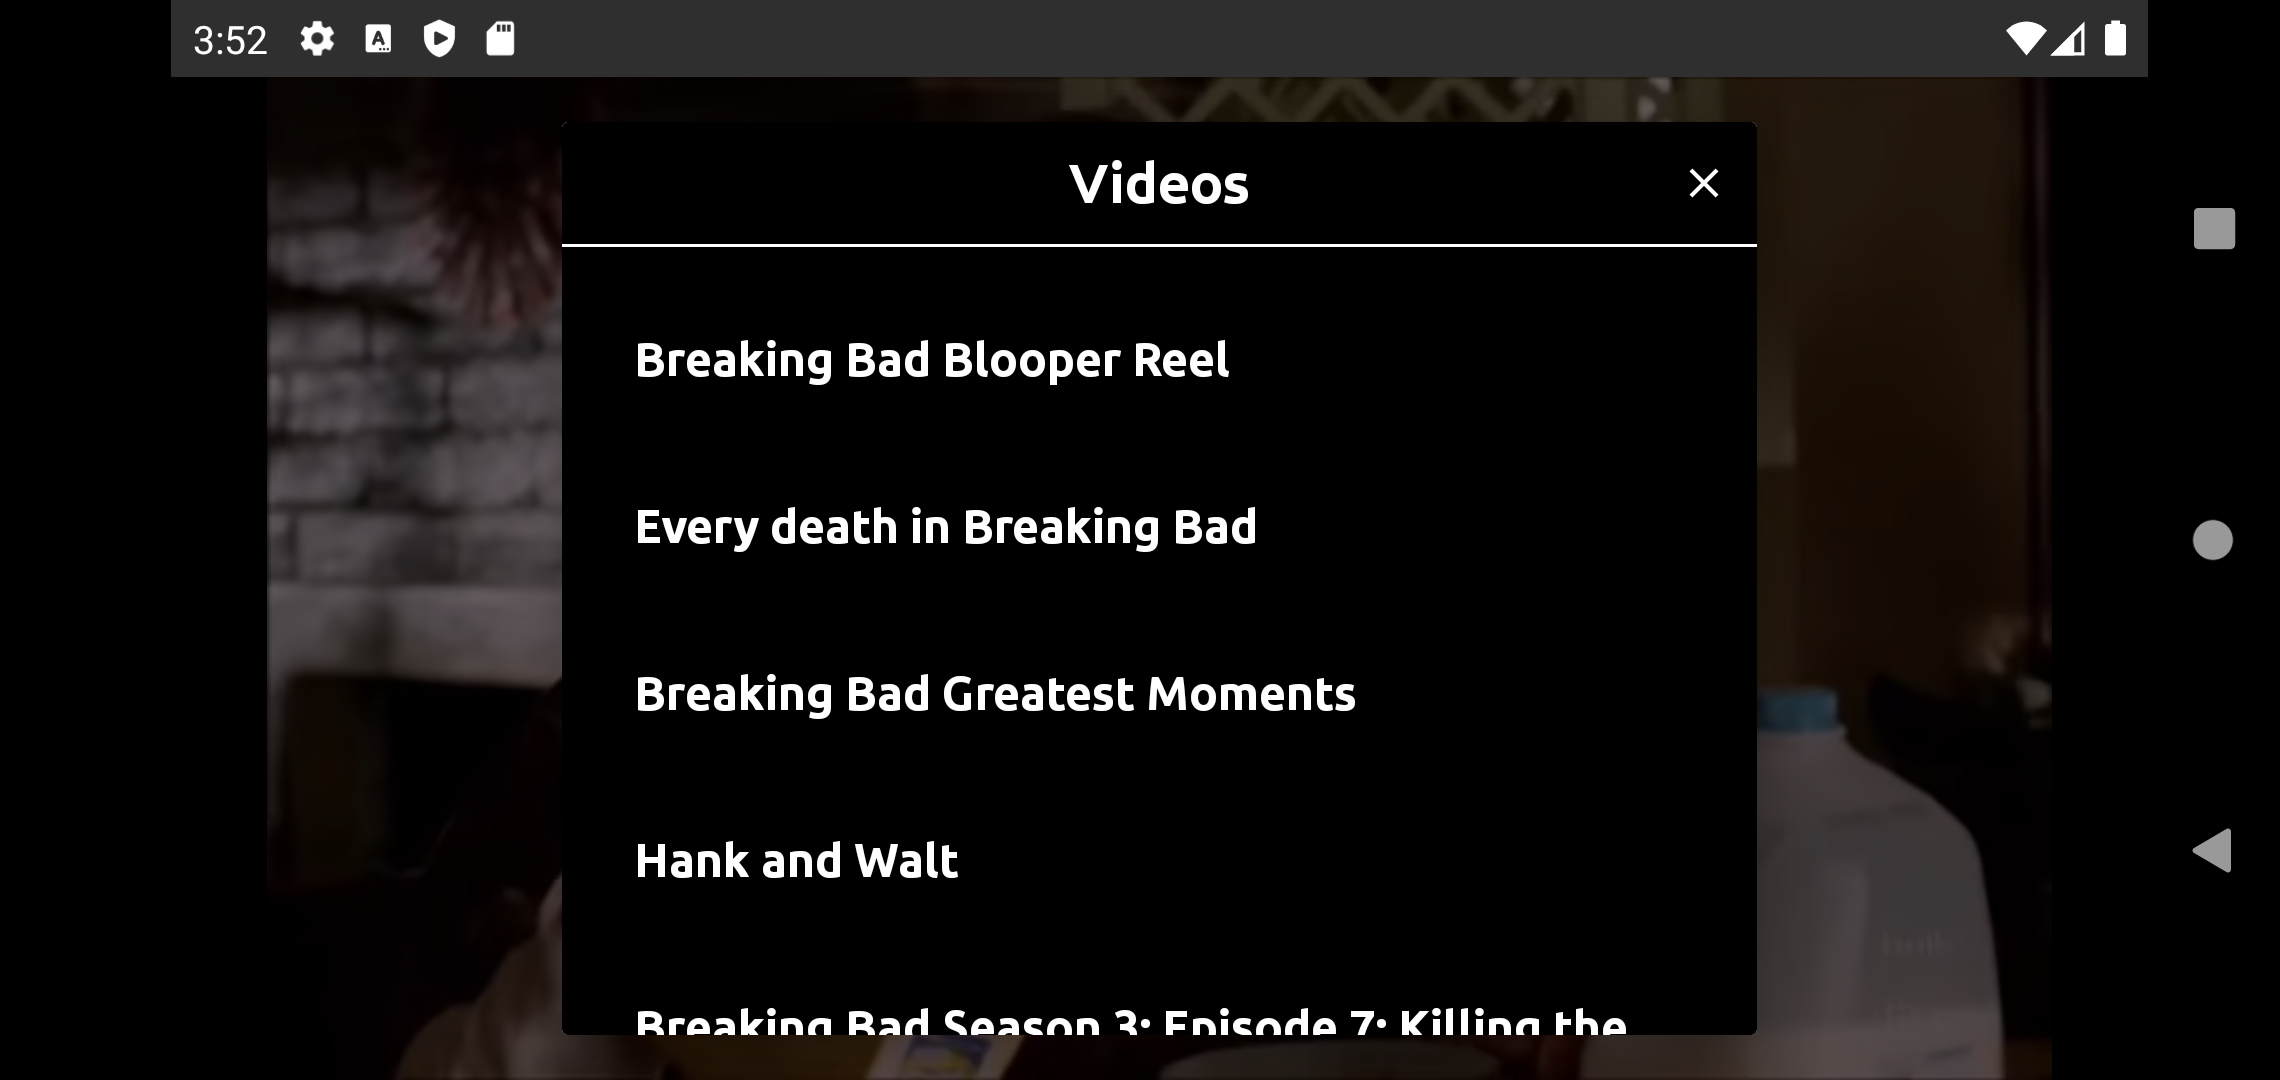 3:52
Videos
Breaking Bad Blooper Reel
Every death in Breaking Bad
Breaking Bad Greatest Moments
Hank and Walt
Breaking Bad Season 3: Episode 7: Killing the